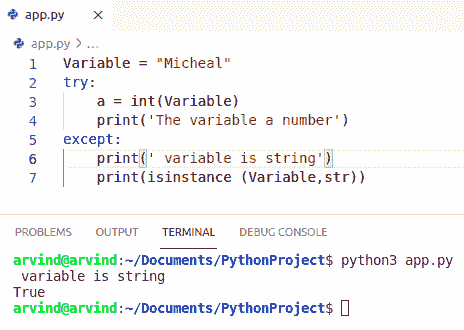 app.py ×
app.py > ...
1 Variable = "Micheal"
2 try:
3     a = int(Variable)
4     print('The variable a number')
5 except:
6     print(' variable is string')
7     print(isinstance (Variable,str))
PROBLEMS OUTPUT TERMINAL DEBUG CONSOLE
arvind@arvind:~/Documents/PythonProject$ python3 app.py
 variable is string
True
arvind@arvind:~/Documents/PythonProject$